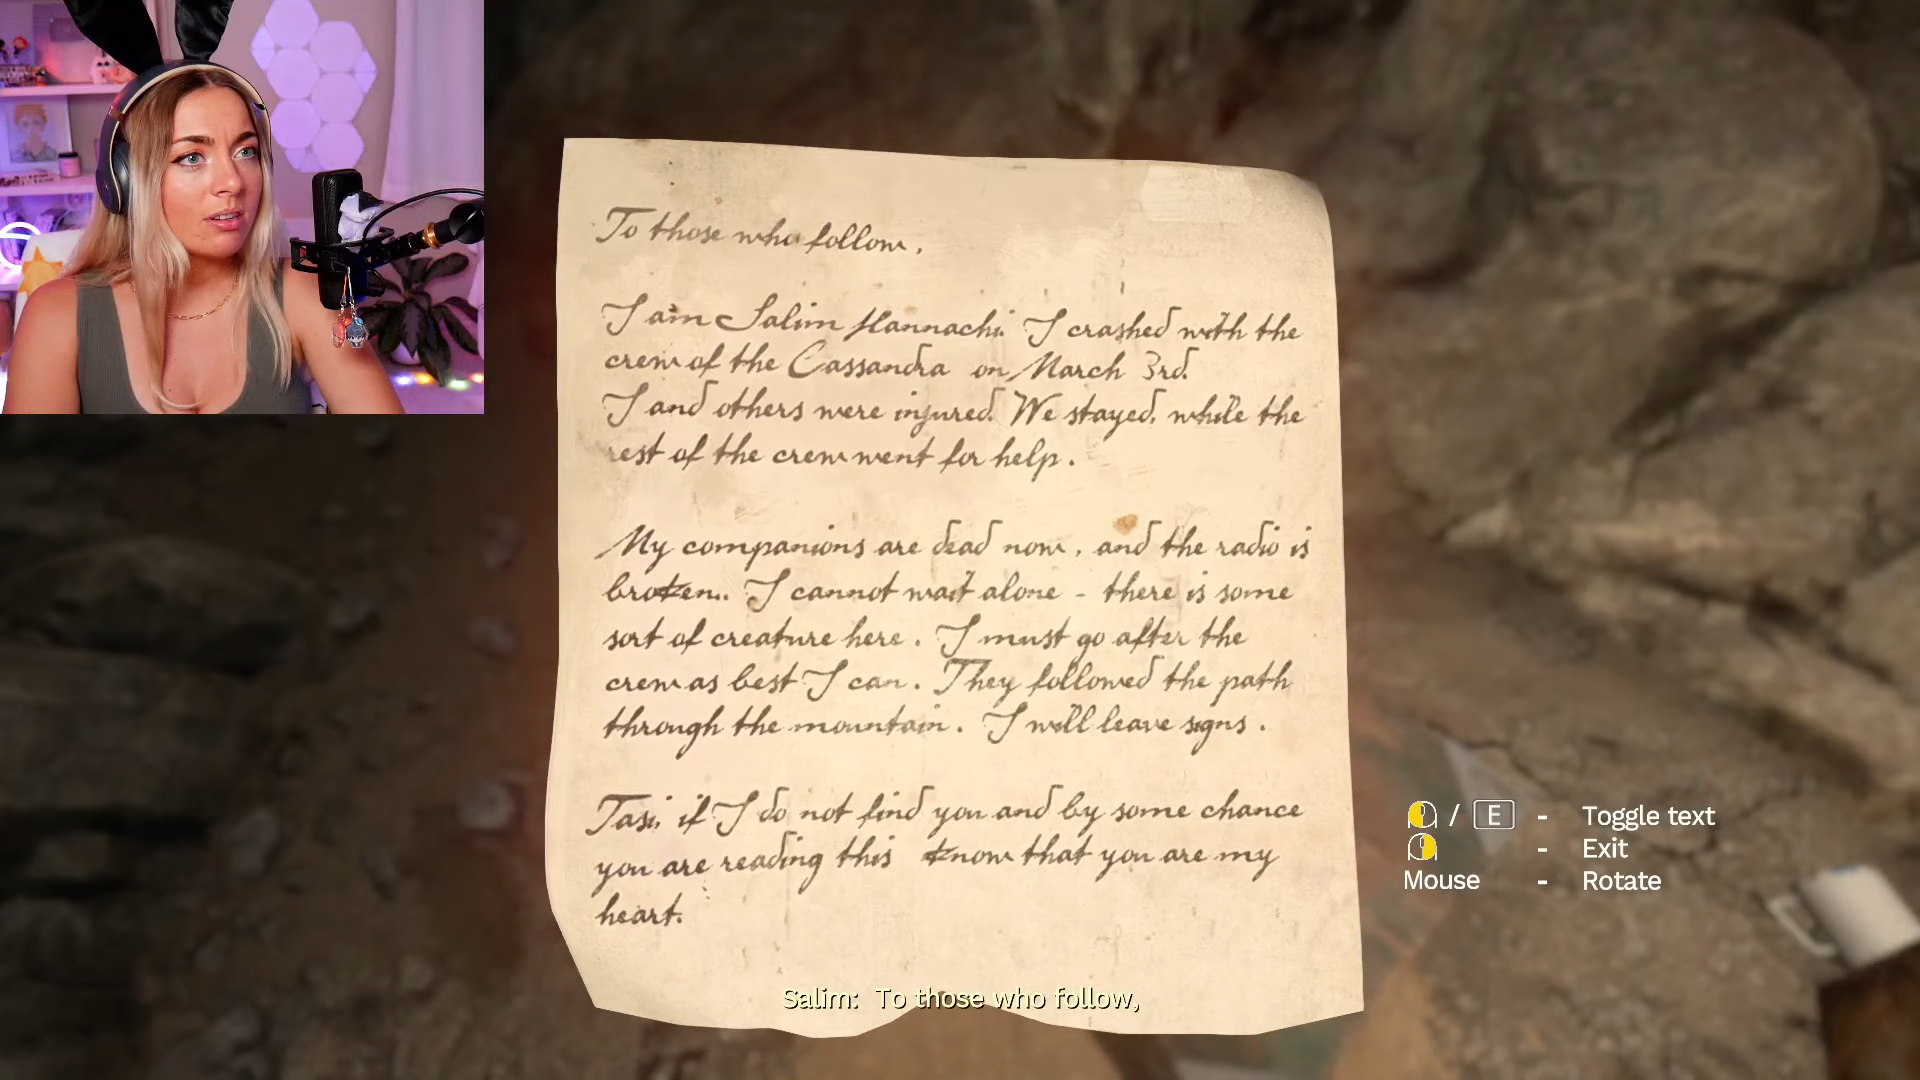 To those who follow,
I am Salim Hannachi. I crashed with the
crew of the Cassandra on March 3rd.
I and others were injured. We stayed, while the
rest of the crew went for help.
My companions are dead now, and the radio is
broken.. I cannot wait alone - there is some
sort of creature here. I must go after the
crew as best I can. They followed the path
through the mountain. I will leave signs.
Tasi, if I do not find you and by some chance
you are reading this know that you are my
heart.
/ E - Toggle text
- Exit
Mouse - Rotate
Salim: To those who follow,